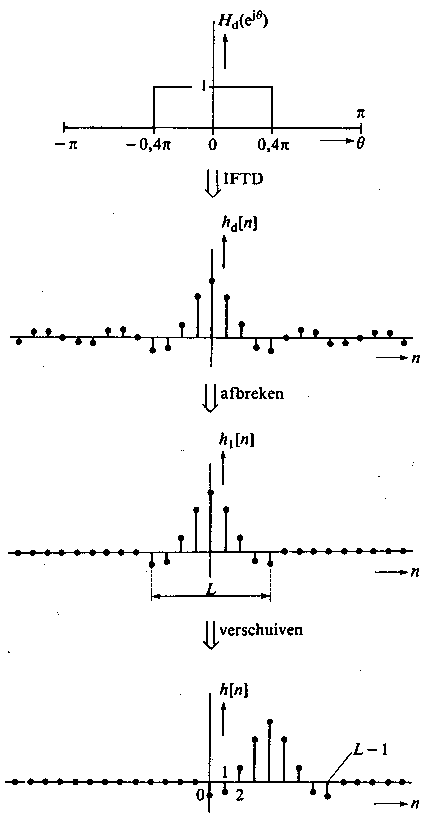 H_d(e^jθ)
1
π
−π −0,4π 0 0,4π θ
IFTD
h_d[n]
n
afbreken
h_1[n]
n
L
verschuiven
h[n]
L−1
1
0 2
n